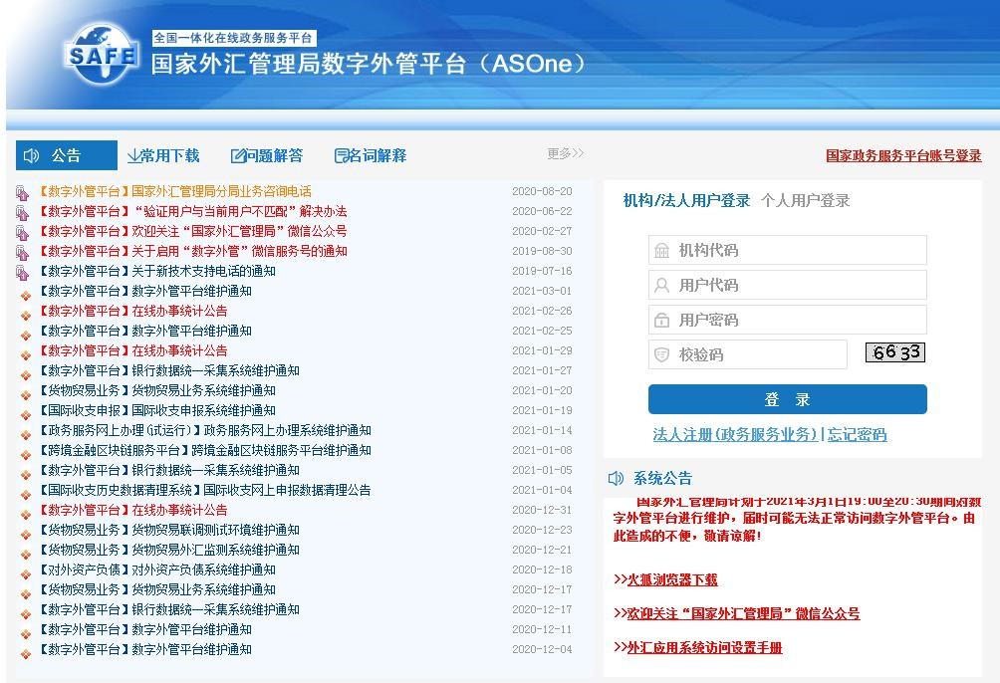 SAFE
全国一体化在线政务服务平台
国家外汇管理局数字外管平台（ASOne）
公告 常用下载 问题解答 名词解释 更多>>
国家政务服务平台账号登录
【数字外管平台】国家外汇管理局分局业务咨询电话 2020-08-20
【数字外管平台】“验证用户与当前用户不匹配”解决办法 2020-06-22
【数字外管平台】欢迎关注“国家外汇管理局”微信公众号 2020-02-27
【数字外管平台】关于启用“数字外管”微信服务号的通知 2019-08-30
【数字外管平台】关于新技术支持电话的通知 2019-07-16
【数字外管平台】数字外管平台维护通知 2021-03-01
【数字外管平台】在线办事统计公告 2021-02-26
【数字外管平台】数字外管平台维护通知 2021-02-25
【数字外管平台】在线办事统计公告 2021-01-29
【数字外管平台】银行数据统一采集系统维护通知 2021-01-27
【货物贸易业务】货物贸易业务系统维护通知 2021-01-20
【国际收支申报】国际收支申报系统维护通知 2021-01-19
【政务服务网上办理(试运行)】政务服务网上办理系统维护通知 2021-01-14
【跨境金融区块链服务平台】跨境金融区块链服务平台维护通知 2021-01-08
【数字外管平台】银行数据统一采集系统维护通知 2021-01-05
【国际收支历史数据清理系统】国际收支网上申报数据清理公告 2021-01-04
【数字外管平台】在线办事统计公告 2020-12-31
【货物贸易业务】货物贸易联调测试环境维护通知 2020-12-23
【货物贸易业务】货物贸易外汇监测系统维护通知 2020-12-21
【对外资产负债】对外资产负债系统维护通知 2020-12-18
【货物贸易业务】货物贸易业务系统维护通知 2020-12-17
【数字外管平台】银行数据统一采集系统维护通知 2020-12-17
【数字外管平台】数字外管平台维护通知 2020-12-11
【数字外管平台】数字外管平台维护通知 2020-12-04
机构/法人用户登录 个人用户登录
机构代码
用户代码
用户密码
校验码 6633
登 录
法人注册(政务服务业务)|忘记密码
系统公告
国家外汇管理局计划于2021年3月1日19:00至20:30期间对数
字外管平台进行维护，届时可能无法正常访问数字外管平台。由
此造成的不便，敬请谅解!
>>火狐浏览器下载
>>欢迎关注“国家外汇管理局”微信公众号
>>外汇应用系统访问设置手册